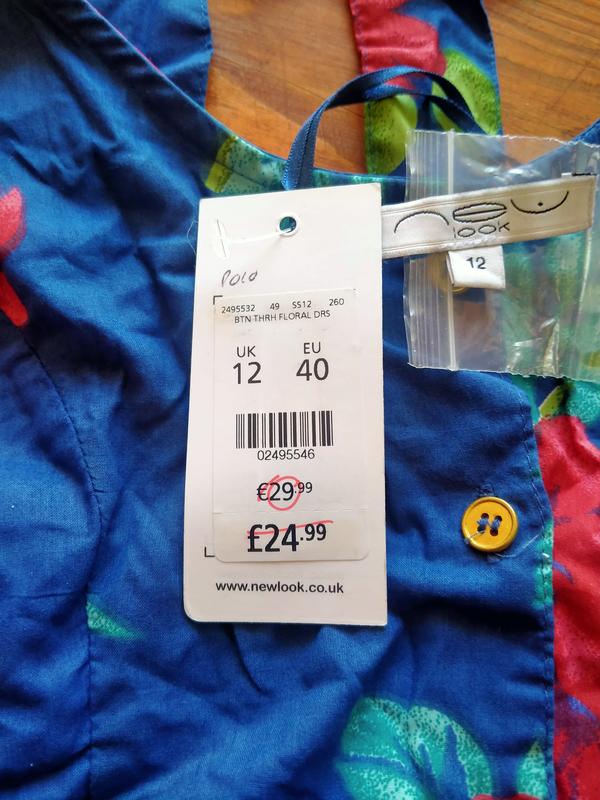 new
look
12
Polo
2495532 49 SS12 260
BTN THRH FLORAL DRS
UK EU
12 40
02495546
€29.99
£24.99
www.newlook.co.uk